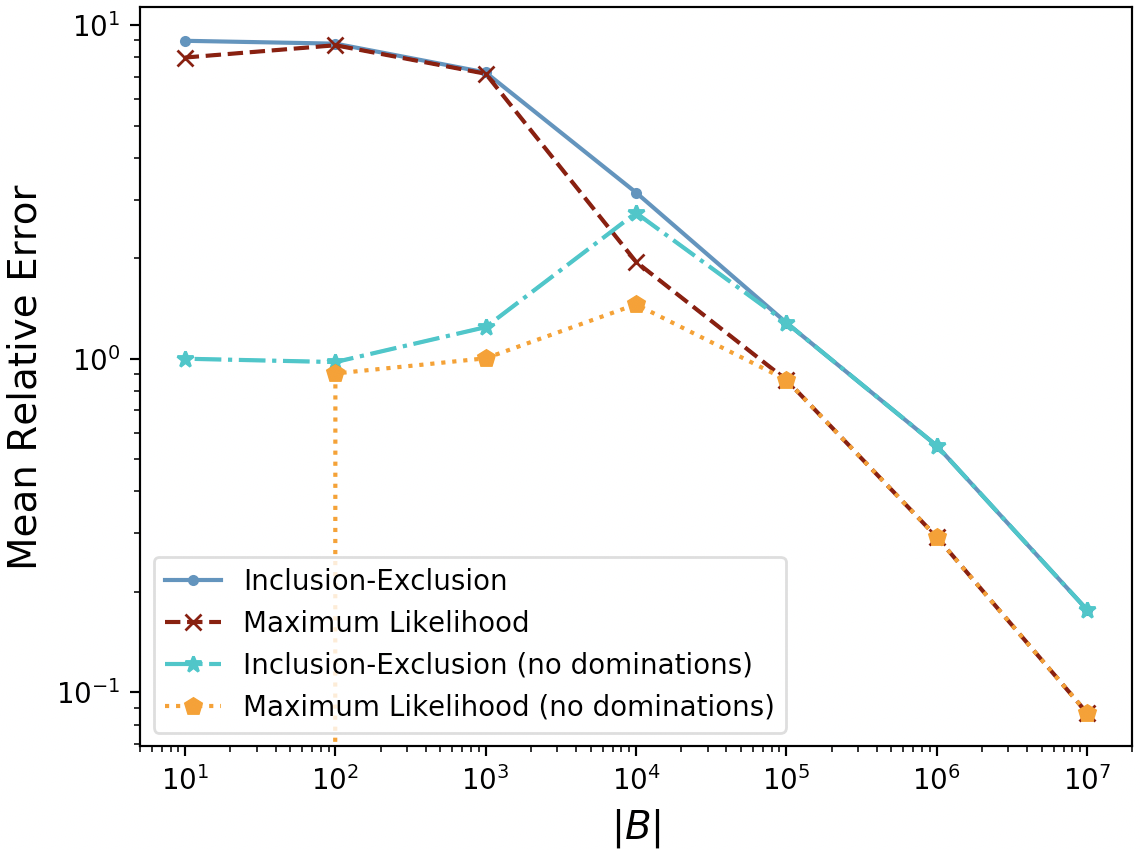 Mean Relative Error
10¹
10⁰
10⁻¹
Inclusion-Exclusion
Maximum Likelihood
Inclusion-Exclusion (no dominations)
Maximum Likelihood (no dominations)
10¹ 10² 10³ 10⁴ 10⁵ 10⁶ 10⁷
|B|